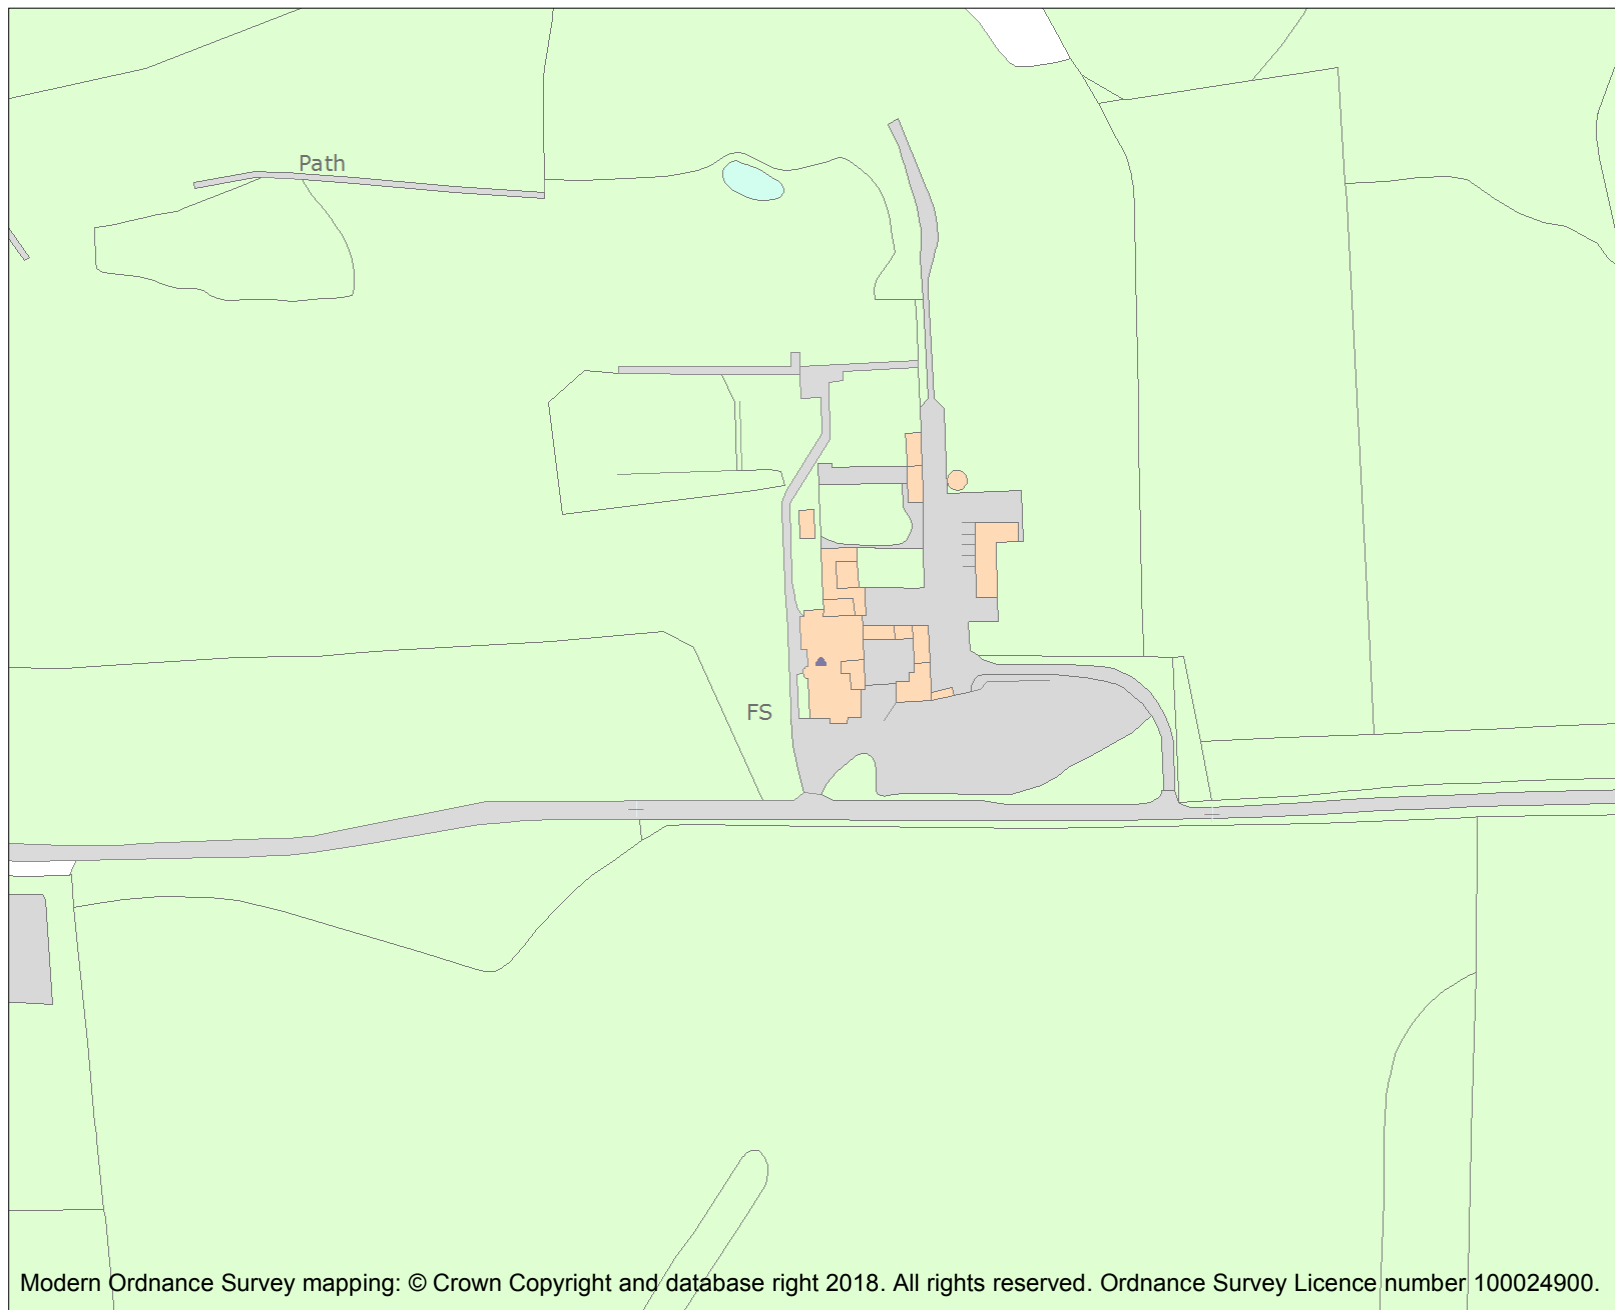 Path
FS
Modern Ordnance Survey mapping: © Crown Copyright and database right 2018. All rights reserved. Ordnance Survey Licence number 100024900.